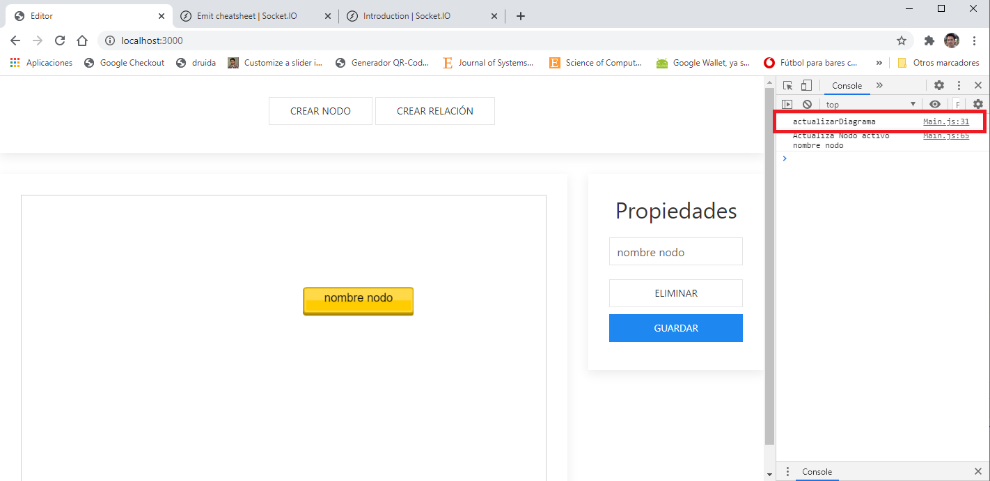 Editor
Emit cheatsheet | Socket.IO
Introduction | Socket.IO
localhost:3000
Aplicaciones
Google Checkout
druida
Customize a slider i...
Generador QR-Cod...
Journal of Systems...
Science of Comput...
Google Wallet, ya s...
Fútbol para bares c...
»
Otros marcadores
CREAR NODO
CREAR RELACIÓN
nombre nodo
Propiedades
nombre nodo
ELIMINAR
GUARDAR
Console
»
top
F
actualizarDiagrama Main.js:31
Actualiza Nodo activo Main.js:65
nombre nodo
Console